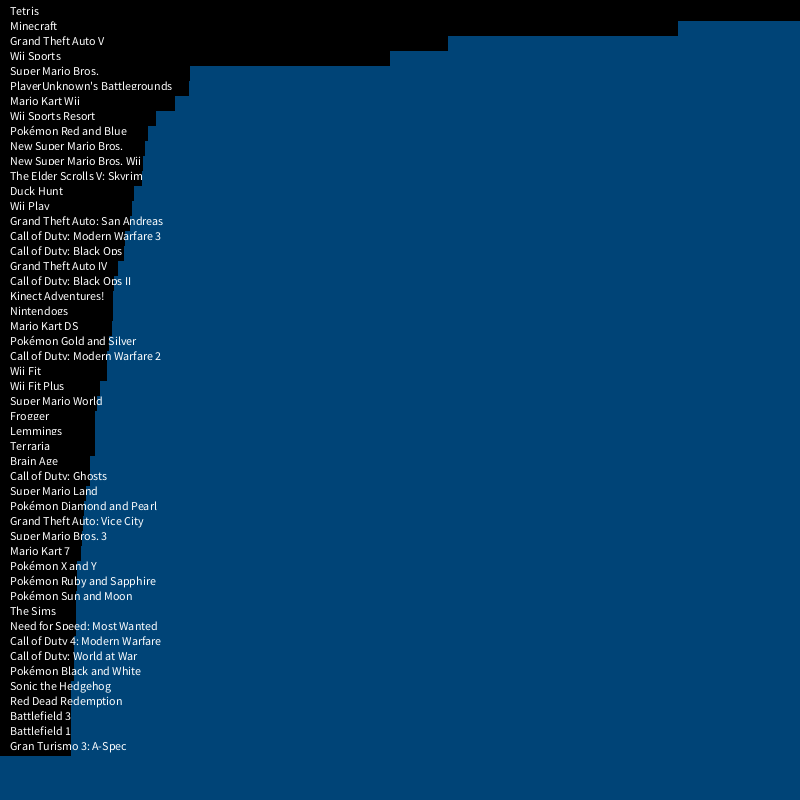 Tetris
Minecraft
Grand Theft Auto V
Wii Sports
Super Mario Bros.
PlayerUnknown's Battlegrounds
Mario Kart Wii
Wii Sports Resort
Pokémon Red and Blue
New Super Mario Bros.
New Super Mario Bros. Wii
The Elder Scrolls V: Skyrim
Duck Hunt
Wii Play
Grand Theft Auto: San Andreas
Call of Duty: Modern Warfare 3
Call of Duty: Black Ops
Grand Theft Auto IV
Call of Duty: Black Ops II
Kinect Adventures!
Nintendogs
Mario Kart DS
Pokémon Gold and Silver
Call of Duty: Modern Warfare 2
Wii Fit
Wii Fit Plus
Super Mario World
Frogger
Lemmings
Terraria
Brain Age
Call of Duty: Ghosts
Super Mario Land
Pokémon Diamond and Pearl
Grand Theft Auto: Vice City
Super Mario Bros. 3
Mario Kart 7
Pokémon X and Y
Pokémon Ruby and Sapphire
Pokémon Sun and Moon
The Sims
Need for Speed: Most Wanted
Call of Duty 4: Modern Warfare
Call of Duty: World at War
Pokémon Black and White
Sonic the Hedgehog
Red Dead Redemption
Battlefield 3
Battlefield 1
Gran Turismo 3: A-Spec